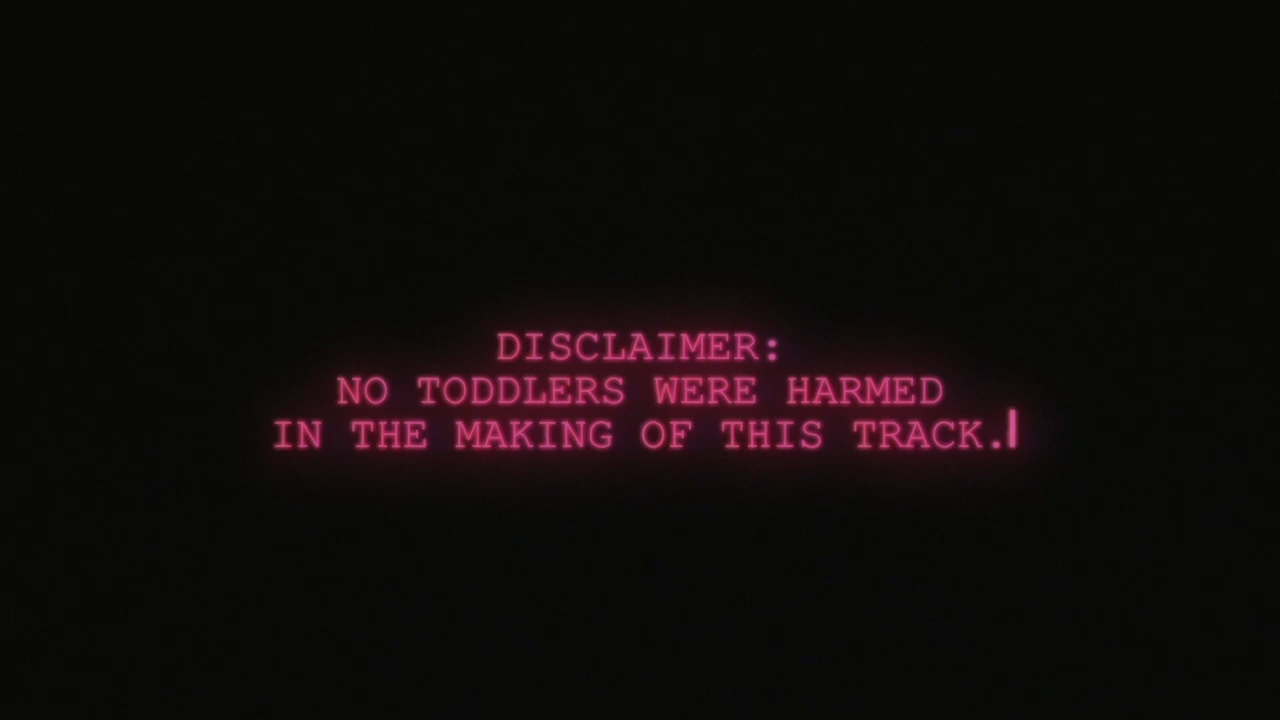 DISCLAIMER:
NO TODDLERS WERE HARMED
IN THE MAKING OF THIS TRACK.